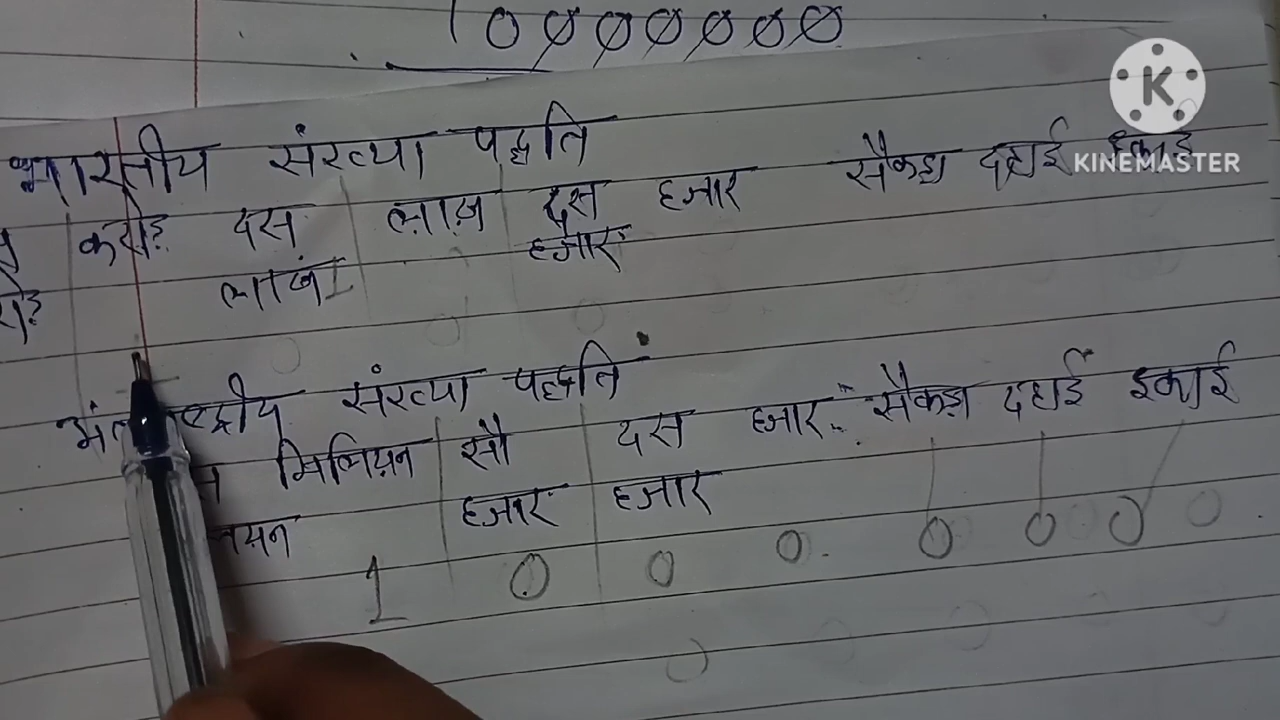 10000000
भारतीय संख्या पद्धति
करोड़ दस लाख दस हजार सैकड़ा दहाई इकाई
लाख हजार
अंतर्राष्ट्रीय संख्या पद्धति
मिलियन सौ दस हजार सैकड़ा दहाई इकाई
हजार हजार
1 0 0 0 0 0 0
KINEMASTER